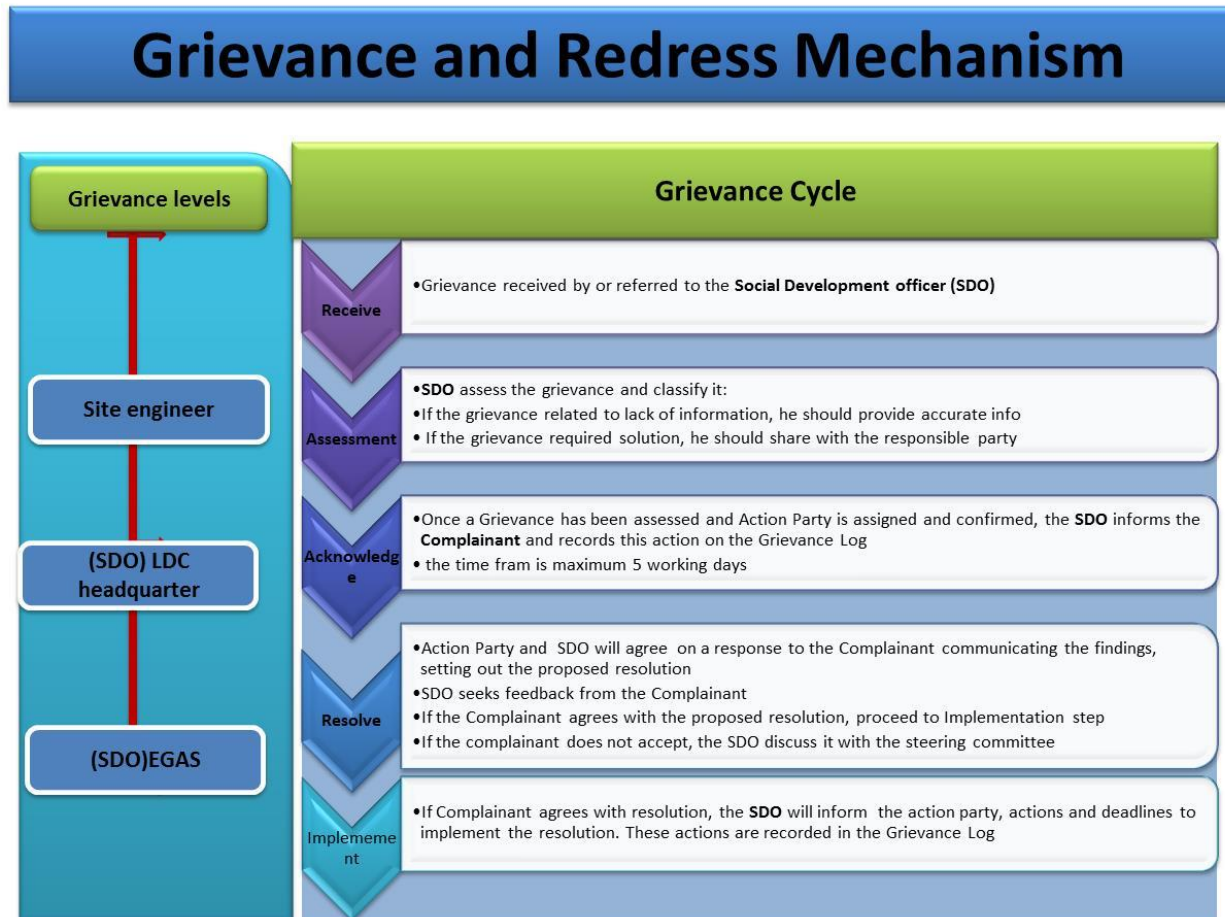 Grievance and Redress Mechanism
Grievance levels
Site engineer
(SDO) LDC
headquarter
(SDO)EGAS
Grievance Cycle
Receive
•Grievance received by or referred to the Social Development officer (SDO)
Assessment
•SDO assess the grievance and classify it:
•If the grievance related to lack of information, he should provide accurate info
• If the grievance required solution, he should share with the responsible party
Acknowledg
e
•Once a Grievance has been assessed and Action Party is assigned and confirmed, the SDO informs the
Complainant and records this action on the Grievance Log
• the time fram is maximum 5 working days
Resolve
•Action Party and SDO will agree on a response to the Complainant communicating the findings,
setting out the proposed resolution
•SDO seeks feedback from the Complainant
•If the Complainant agrees with the proposed resolution, proceed to Implementation step
•If the complainant does not accept, the SDO discuss it with the steering committee
Implememe
nt
•If Complainant agrees with resolution, the SDO will inform the action party, actions and deadlines to
implement the resolution. These actions are recorded in the Grievance Log